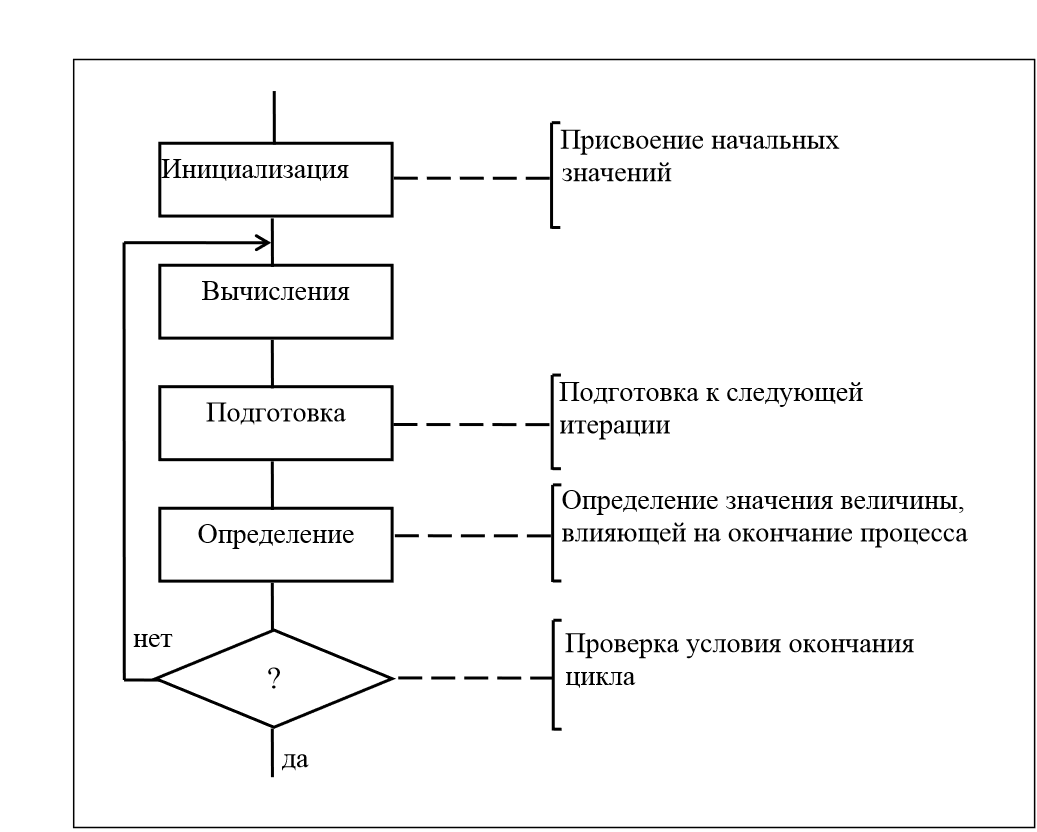 Инициализация
Присвоение начальных
значений
Вычисления
Подготовка
Подготовка к следующей
итерации
Определение
Определение значения величины,
влияющей на окончание процесса
нет
?
Проверка условия окончания
цикла
да